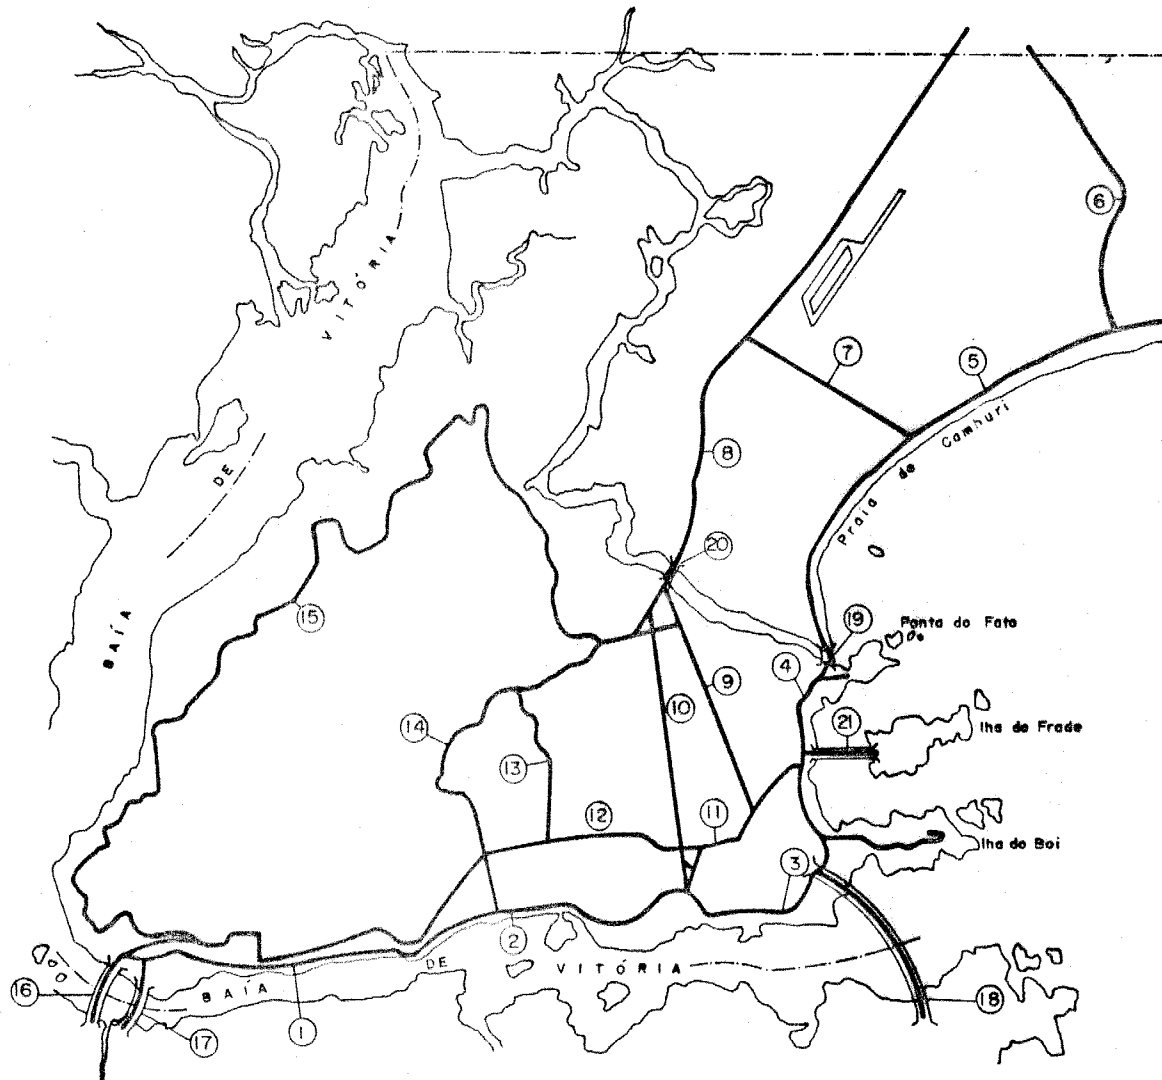 6
VITÓRIA
7
5
Praia de Camburi
8
DE
20
15
BAÍA
19
Ponta do Fato
4
9
10
14
21
Ilha do Frade
13
12
11
Ilha do Boi
3
2
DE
VITÓRIA
BAÍA
16
18
17
1